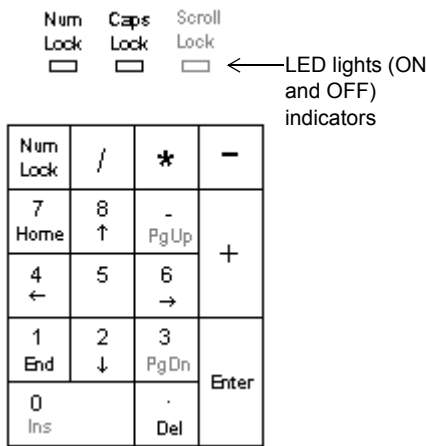 Num Caps Scroll
Lock Lock Lock
LED lights (ON
and OFF)
indicators
Num
Lock / * −
7 8 -
Home ↑ PgUp
+
4 5 6
← →
1 2 3
End ↓ PgDn
Enter
0 .
Ins Del